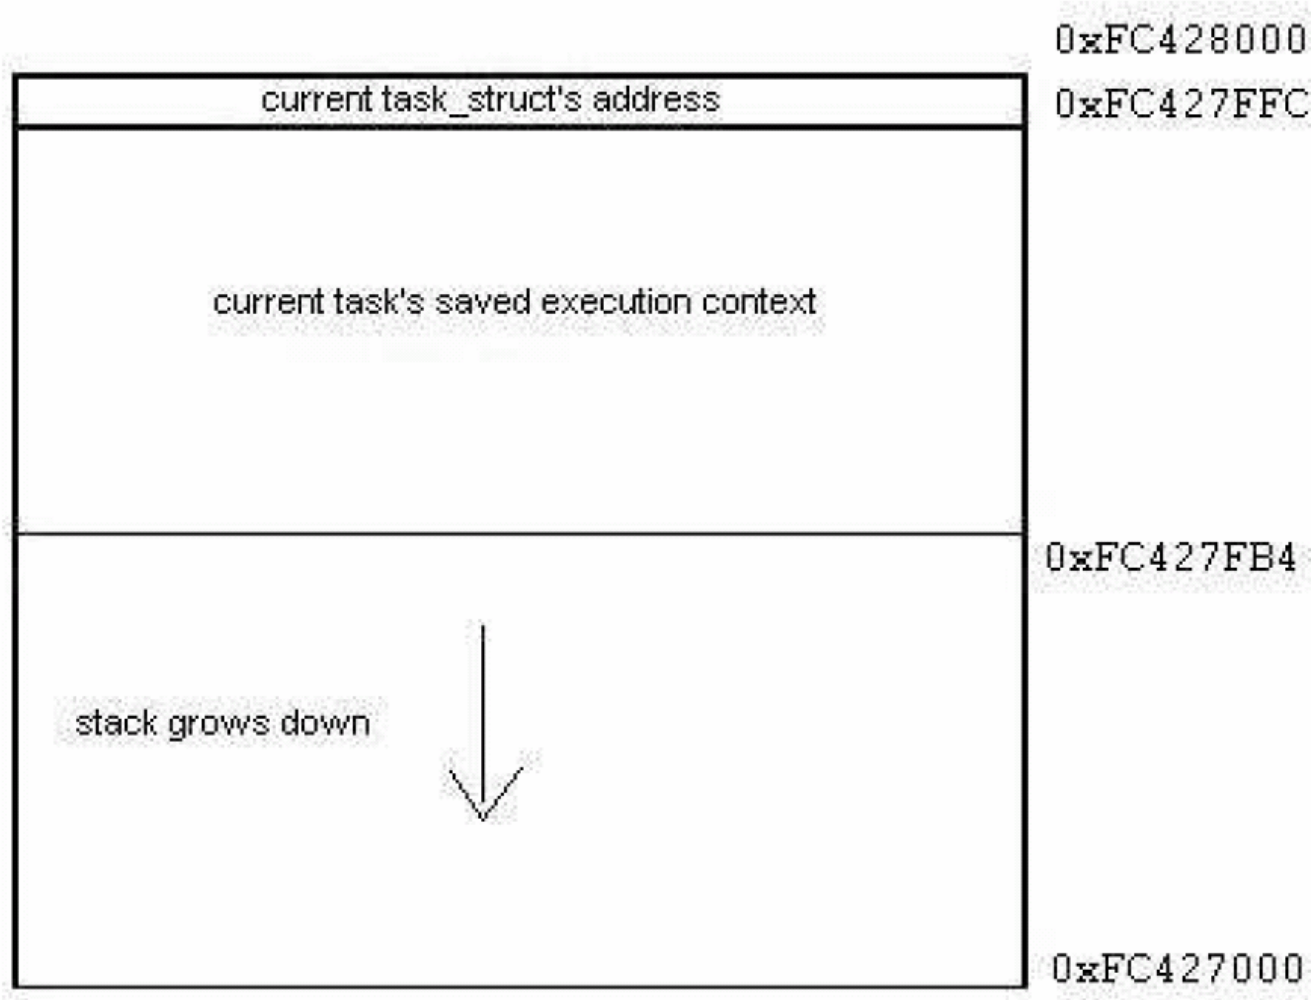 0xFC428000
current task_struct's address
0xFC427FFC
current task's saved execution context
0xFC427FB4
stack grows down
0xFC427000